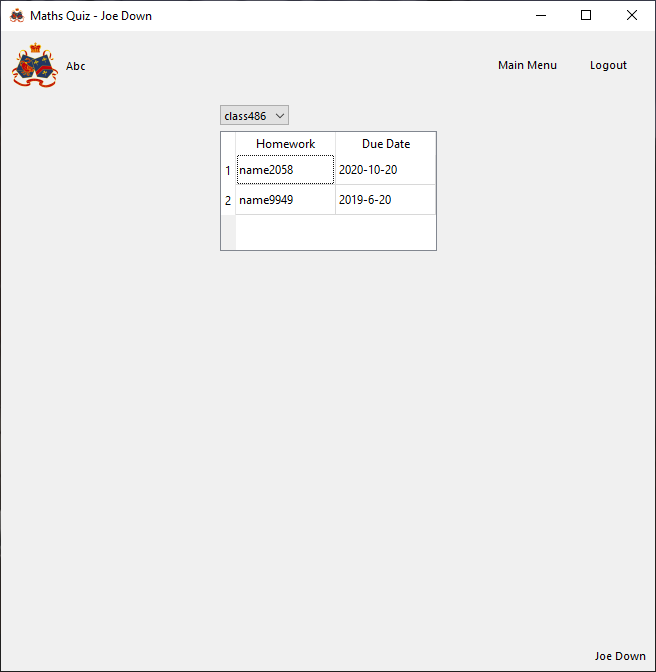 Maths Quiz - Joe Down
Abc
Main Menu
Logout
class486
Homework Due Date
1 name2058 2020-10-20
2 name9949 2019-6-20
Joe Down